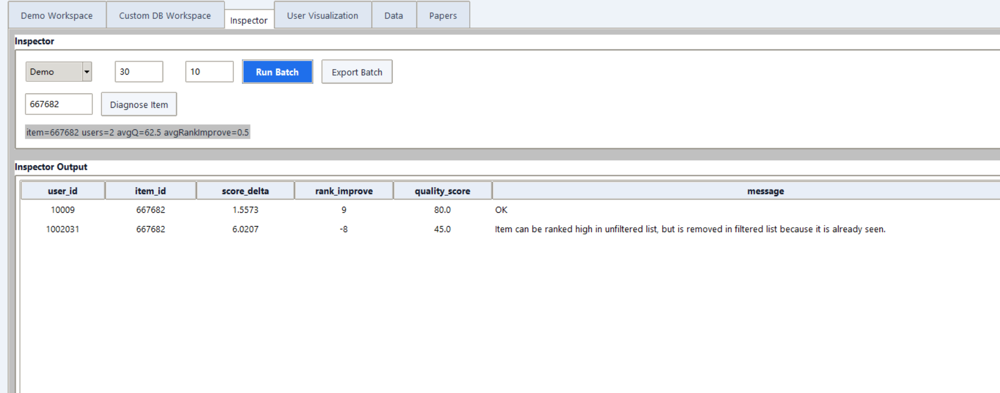 Demo Workspace Custom DB Workspace Inspector User Visualization Data Papers
Inspector
Demo 30 10 Run Batch Export Batch
667682 Diagnose Item
item=667682 users=2 avgQ=62.5 avgRankImprove=0.5
Inspector Output
user_id item_id score_delta rank_improve quality_score message
10009 667682 1.5573 9 80.0 OK
1002031 667682 6.0207 -8 45.0 Item can be ranked high in unfiltered list, but is removed in filtered list because it is already seen.